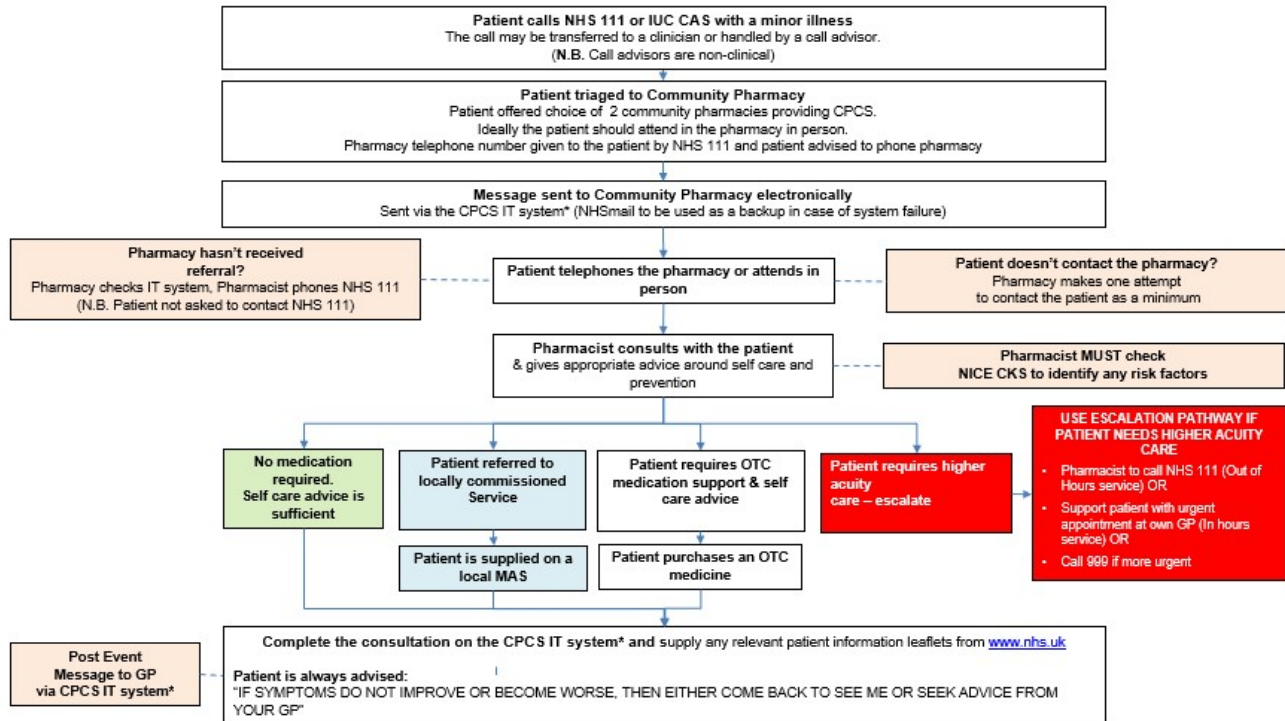 Patient calls NHS 111 or IUC CAS with a minor illness
The call may be transferred to a clinician or handled by a call advisor.
(N.B. Call advisors are non-clinical)
Patient triaged to Community Pharmacy
Patient offered choice of 2 community pharmacies providing CPCS.
Ideally the patient should attend in the pharmacy in person.
Pharmacy telephone number given to the patient by NHS 111 and patient advised to phone pharmacy
Message sent to Community Pharmacy electronically
Sent via the CPCS IT system* (NHSmail to be used as a backup in case of system failure)
Pharmacy hasn't received
referral?
Pharmacy checks IT system, Pharmacist phones NHS 111
(N.B. Patient not asked to contact NHS 111)
Patient telephones the pharmacy or attends in
person
Patient doesn't contact the pharmacy?
Pharmacy makes one attempt
to contact the patient as a minimum
Pharmacist consults with the patient
& gives appropriate advice around self care and
prevention
Pharmacist MUST check
NICE CKS to identify any risk factors
No medication
required.
Self care advice is
sufficient
Patient referred to
locally commissioned
Service
Patient requires OTC
medication support & self
care advice
Patient requires higher
acuity
care – escalate
USE ESCALATION PATHWAY IF
PATIENT NEEDS HIGHER ACUITY
CARE
• Pharmacist to call NHS 111 (Out of
Hours service) OR
• Support patient with urgent
appointment at own GP (In hours
service) OR
• Call 999 if more urgent
Patient is supplied on a
local MAS
Patient purchases an OTC
medicine
Complete the consultation on the CPCS IT system* and supply any relevant patient information leaflets from www.nhs.uk
Patient is always advised:
"IF SYMPTOMS DO NOT IMPROVE OR BECOME WORSE, THEN EITHER COME BACK TO SEE ME OR SEEK ADVICE FROM
YOUR GP"
Post Event
Message to GP
via CPCS IT system*